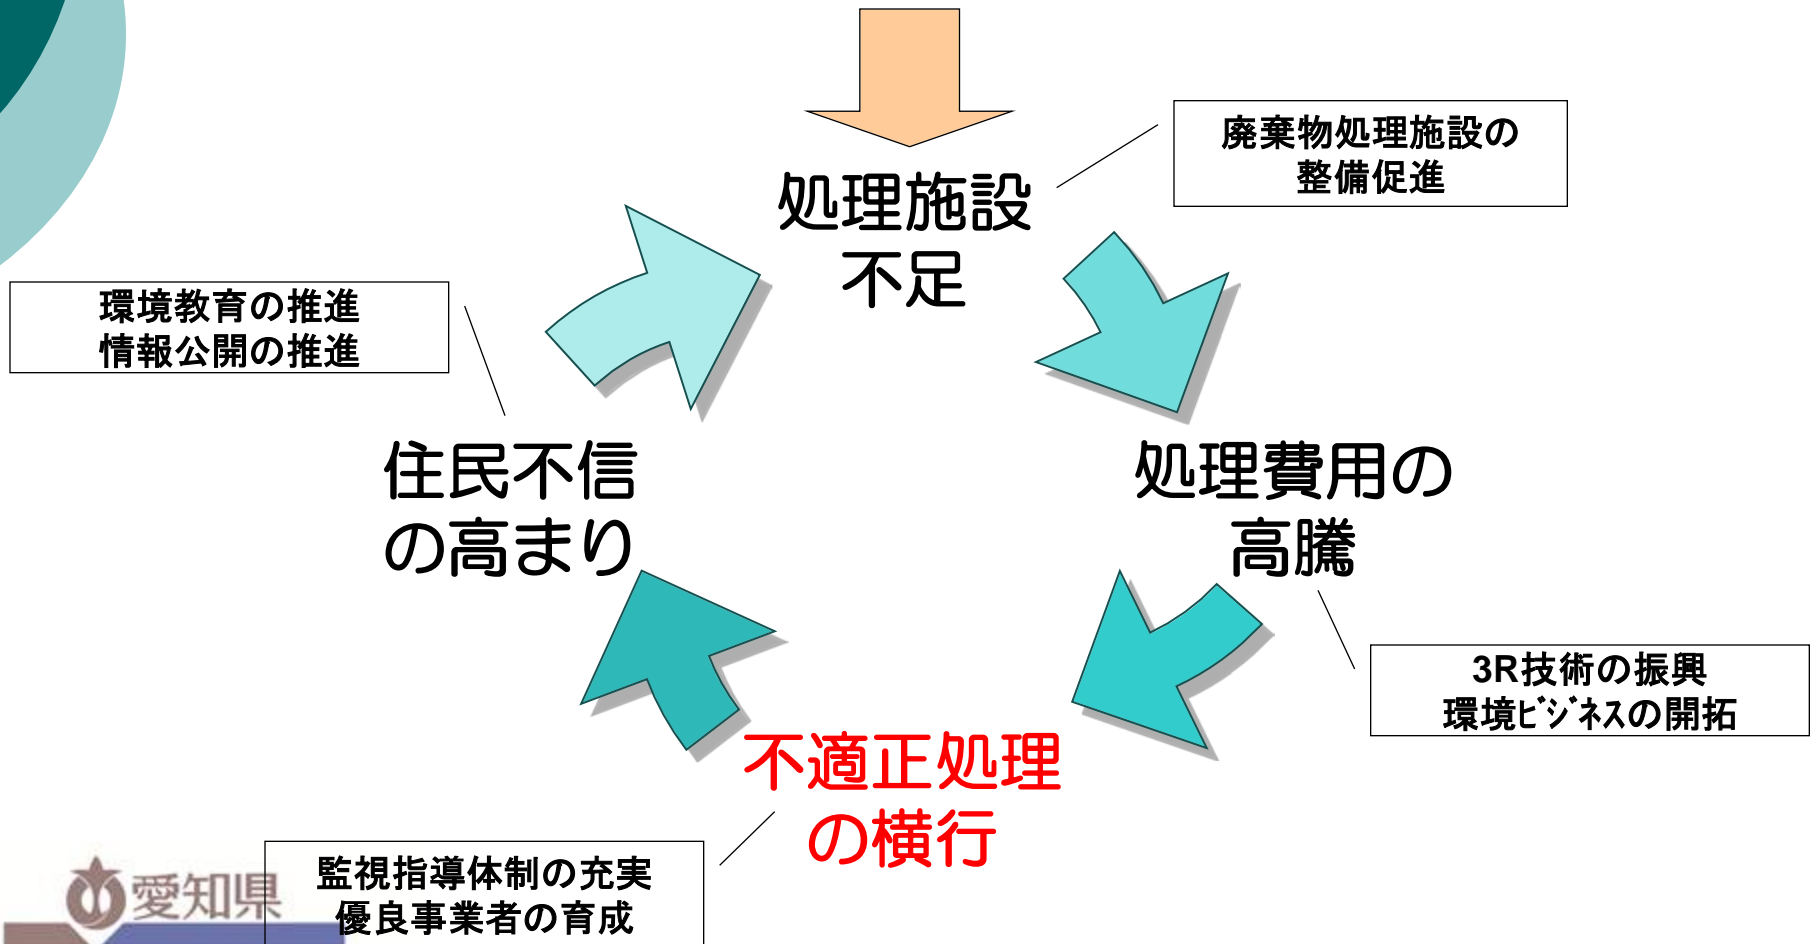 処理施設
不足
廃棄物処理施設の
整備促進
環境教育の推進
情報公開の推進
住民不信
の高まり
処理費用の
高騰
3R技術の振興
環境ﾋﾞｼﾞﾈｽの開拓
不適正処理
の横行
監視指導体制の充実
優良事業者の育成
愛知県